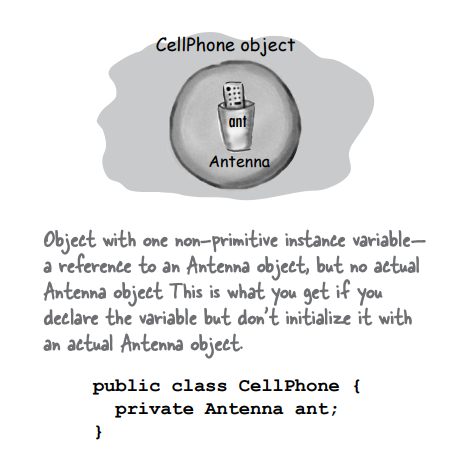 CellPhone object
ant
Antenna
Object with one non-primitive instance variable—
a reference to an Antenna object, but no actual
Antenna object This is what you get if you
declare the variable but don't initialize it with
an actual Antenna object.
public class CellPhone {
private Antenna ant;
}